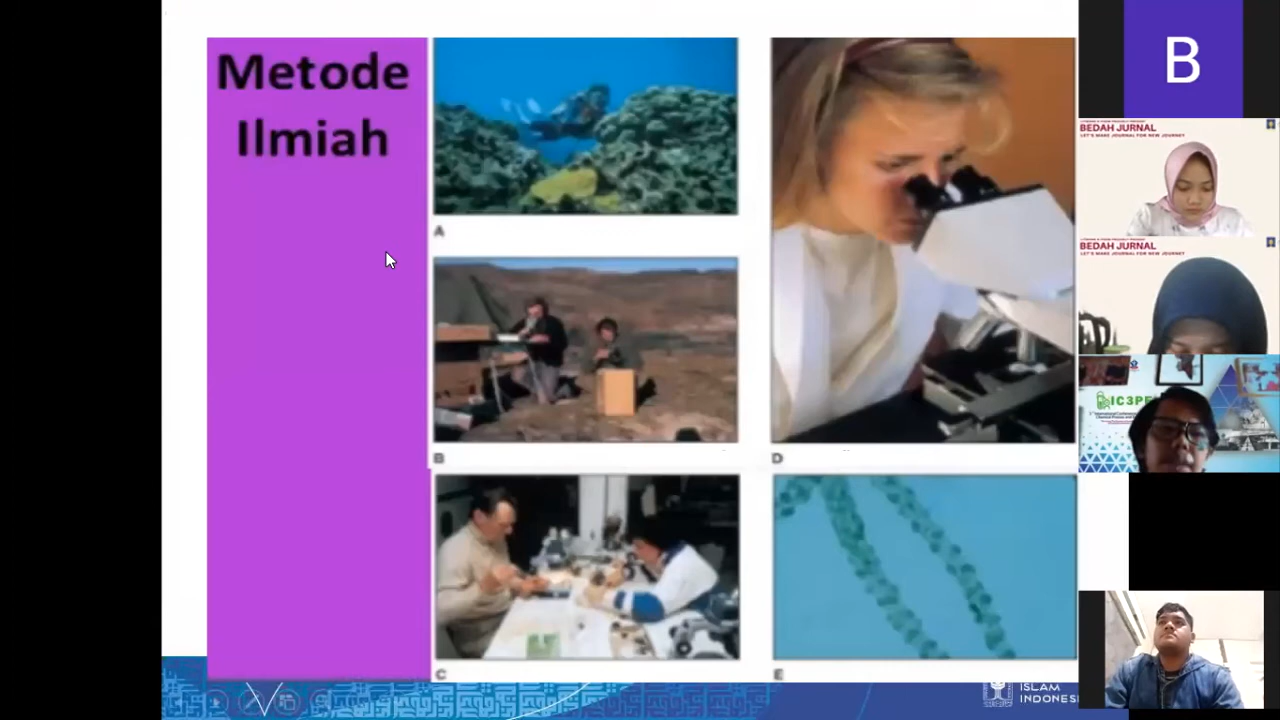 Metode
Ilmiah
A
B
C
D
E
ISLAM
B
BEDAH JURNAL
LET'S MAKE JOURNAL FOR NEW JOURNEY
BEDAH JURNAL
LET'S MAKE JOURNAL FOR NEW JOURNEY